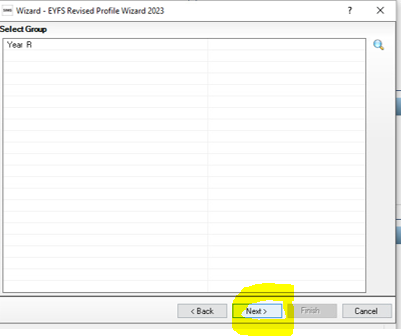 Wizard - EYFS Revised Profile Wizard 2023
Select Group
Year R
< Back Next > Finish Cancel